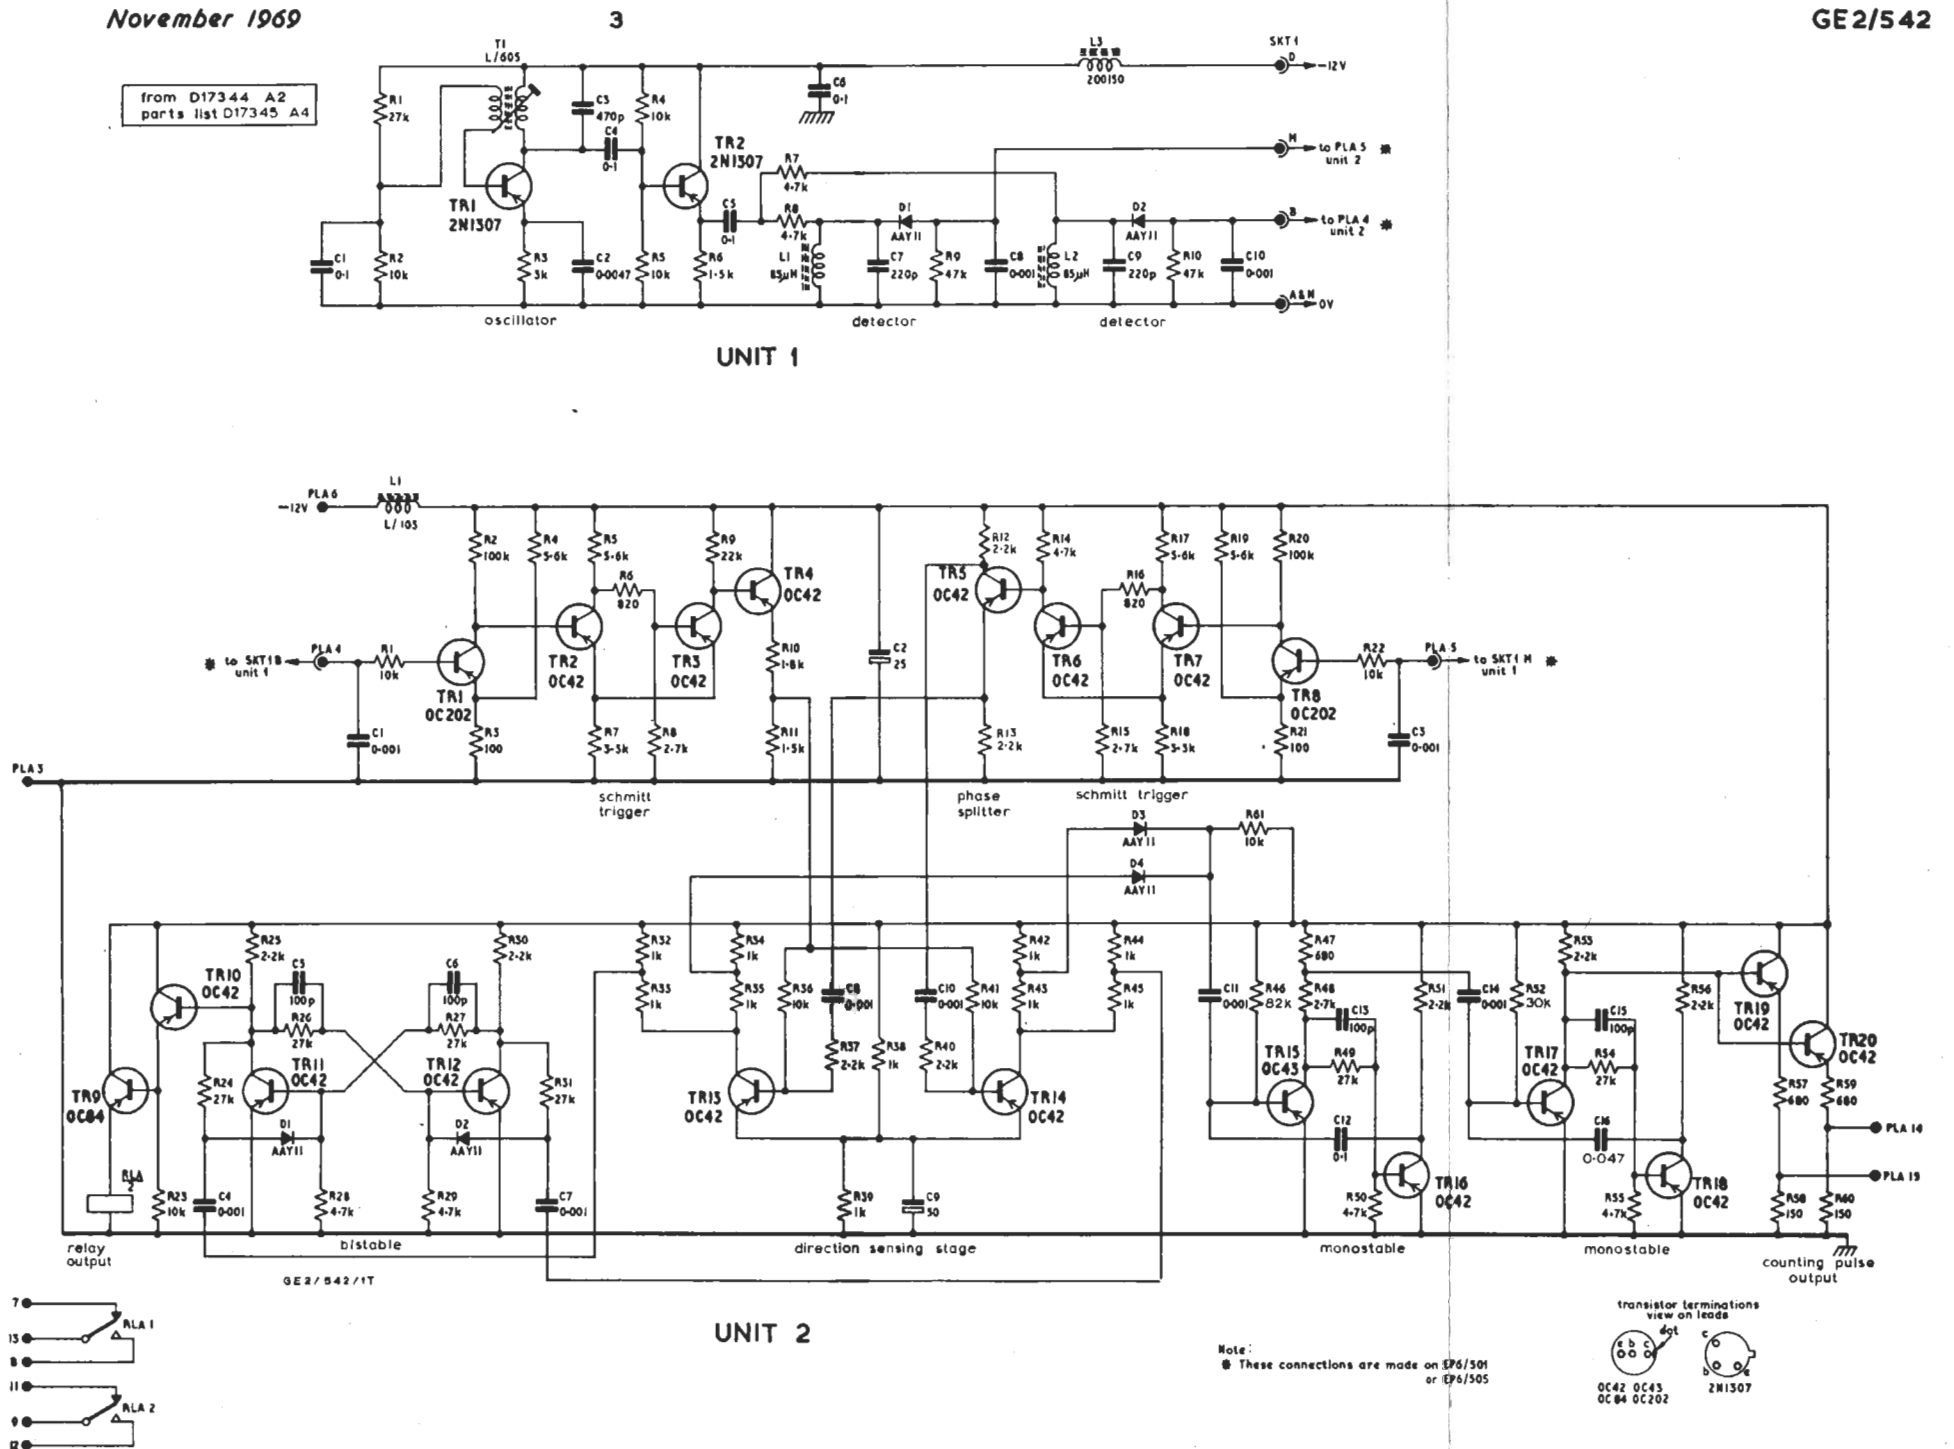 November 1969
3
GE2/542
from D17344 A2
parts list D17345 A4
T1
L/605
L3
200150
SKT1
D
-12V
R1
27k
C3
470p
R4
10k
C6
0·1
C4
0·1
TR2
2N1307
M
to PLA 5
unit 2 *
TR1
2N1307
R7
4·7k
C5
0·1
R8
4·7k
D1
AAY11
D2
AAY11
B
to PLA 4
unit 2 *
C1
0·1
R2
10k
R3
3k
C2
0·0047
R5
10k
R6
1·5k
L1
85µH
C7
220p
R9
47k
C8
0·001
L2
85µH
C9
220p
R10
47k
C10
0·001
A&N
0V
oscillator
detector
detector
UNIT 1
-12V
PLA6
L1
L/103
R2
100k
R4
5·6k
R5
5·6k
R9
22k
R12
2·2k
R14
4·7k
R17
5·6k
R19
5·6k
R20
100k
R6
820
TR4
OC42
TR5
OC42
R16
820
* to SKT1B
unit 1
PLA4
R1
10k
TR1
OC202
TR2
OC42
TR3
OC42
R10
1·8k
C2
25
TR6
OC42
TR7
OC42
TR8
OC202
R22
10k
PLA5
to SKT1 M
unit 1 *
C1
0·001
R3
100
R7
3·3k
R8
2·7k
R11
1·5k
R13
2·2k
R15
2·7k
R18
3·3k
R21
100
C3
0·001
PLA3
schmitt
trigger
phase
splitter
schmitt trigger
D3
AAY11
R61
10k
D4
AAY11
R25
2·2k
R30
2·2k
R32
1k
R34
1k
R42
1k
R44
1k
R47
680
R53
2·2k
TR10
OC42
C5
100p
C6
100p
R33
1k
R35
1k
R36
10k
C8
0·001
C10
0·001
R41
10k
R43
1k
R45
1k
C11
0·001
R46
82k
R48
2·7k
C13
100p
R51
2·2k
C14
0·001
R52
30k
C15
100p
R56
2·2k
TR19
OC42
R26
27k
R27
27k
R37
2·2k
R38
1k
R40
2·2k
TR15
OC43
R49
27k
TR17
OC42
R54
27k
TR20
OC42
TR9
OC84
R24
27k
TR11
OC42
TR12
OC42
R31
27k
TR13
OC42
TR14
OC42
R57
680
R59
680
D1
AAY11
D2
AAY11
C12
0·1
C16
0·047
PLA 14
RLA
2
R23
10k
C4
0·001
R28
4·7k
R29
4·7k
C7
0·001
R39
1k
C9
50
R50
4·7k
TR16
OC42
R55
4·7k
TR18
OC42
R58
150
R60
150
PLA 15
relay
output
bistable
direction sensing stage
monostable
monostable
counting pulse
output
GE2/542/1T
7
RLA 1
13
8
11
RLA 2
9
12
UNIT 2
Note:
* These connections are made on EP6/501
or EP6/505
transistor terminations
view on leads
dot
e b c
c
b
e
OC42 OC43
OC84 OC202
2N1307